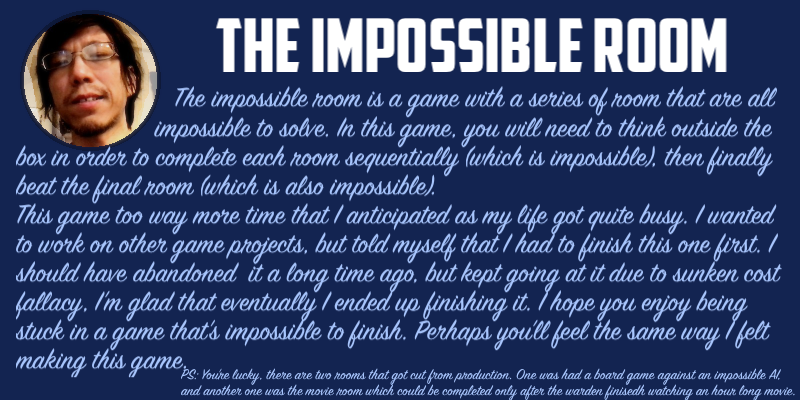 THE IMPOSSIBLE ROOM
The impossible room is a game with a series of room that are all
impossible to solve. In this game, you will need to think outside the
box in order to complete each room sequentially (which is impossible), then finally
beat the final room (which is also impossible).
This game too way more time that I anticipated as my life got quite busy. I wanted
to work on other game projects, but told myself that I had to finish this one first. I
should have abandoned it a long time ago, but kept going at it due to sunken cost
fallacy, I'm glad that eventually I ended up finishing it. I hope you enjoy being
stuck in a game that's impossible to finish. Perhaps you'll feel the same way I felt
making this game.
PS: You're lucky, there are two rooms that got cut from production. One was had a board game against an impossible AI,
and another one was the movie room which could be completed only after the warden finisedh watching an hour long movie.